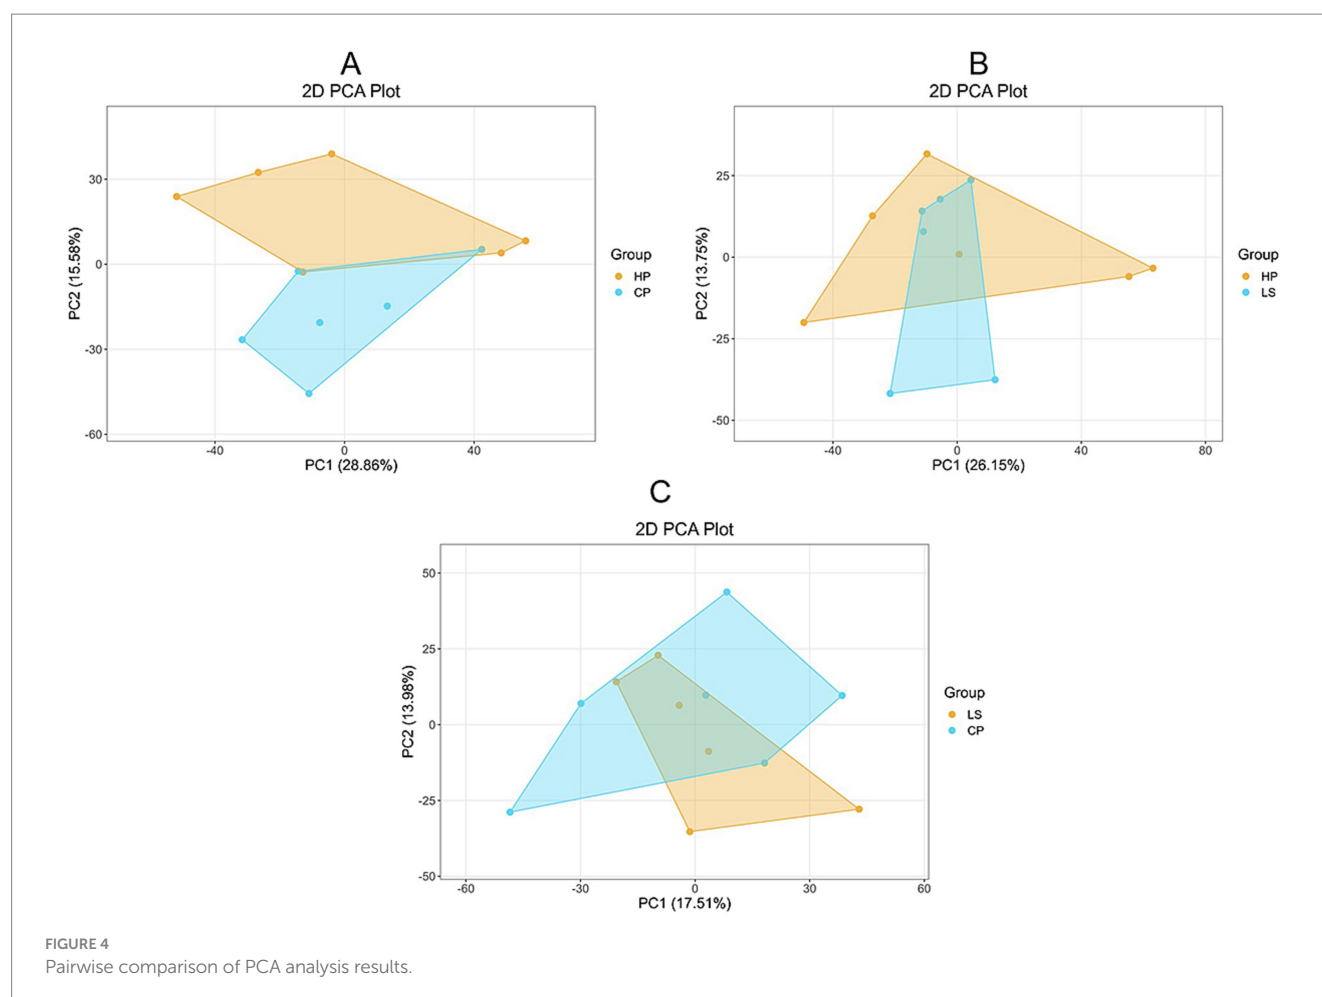 A
2D PCA Plot
30
0
-30
-60
-40
0
40
PC2 (15.58%)
PC1 (28.86%)
Group
HP
CP
B
2D PCA Plot
25
0
-25
-50
-40
0
40
80
PC2 (13.75%)
PC1 (26.15%)
Group
HP
LS
C
2D PCA Plot
50
25
0
-25
-50
-60
-30
0
30
60
PC2 (13.98%)
PC1 (17.51%)
Group
LS
CP
FIGURE 4
Pairwise comparison of PCA analysis results.